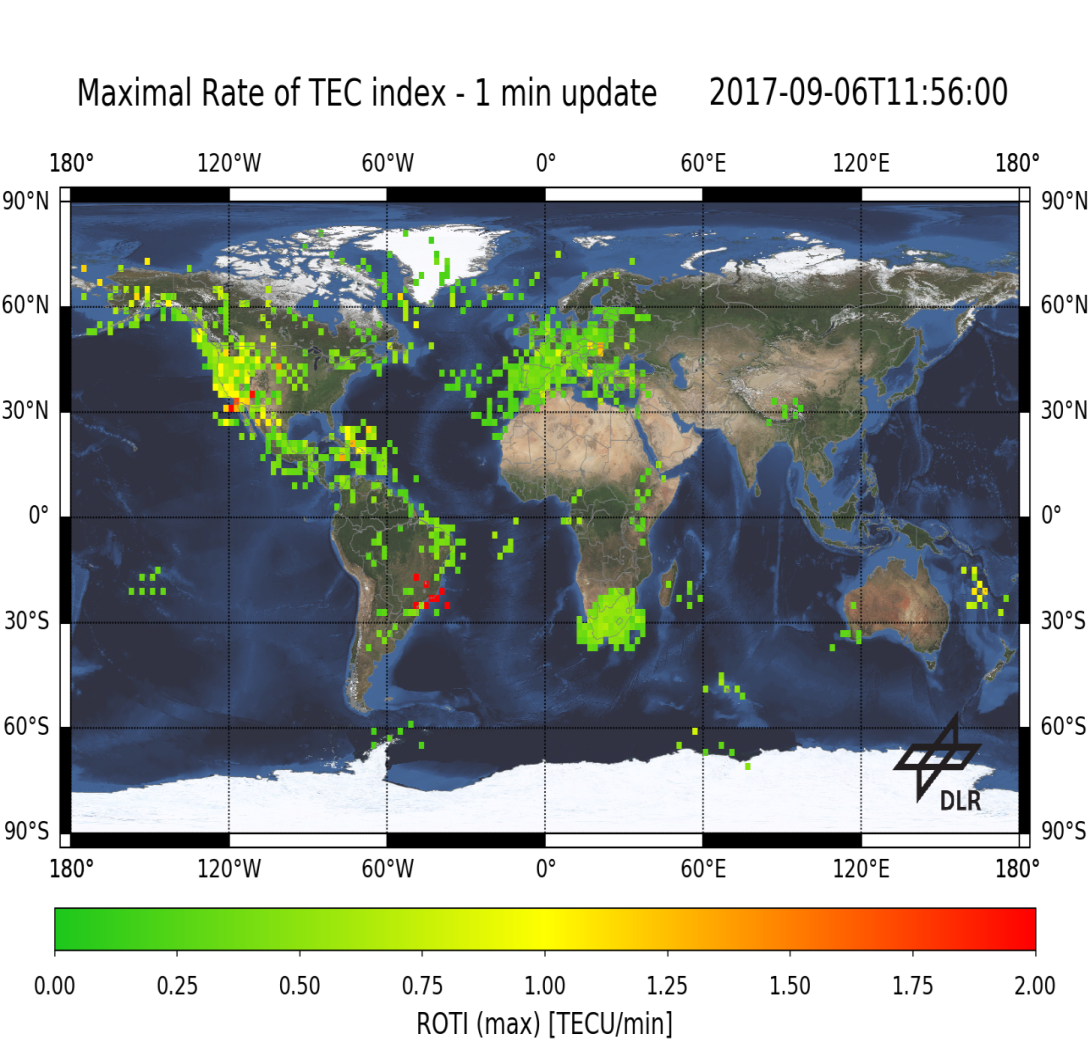 Maximal Rate of TEC index - 1 min update 2017-09-06T11:56:00
180° 120°W 60°W 0° 60°E 120°E 180°
90°N 90°N
60°N 60°N
30°N 30°N
0° 0°
30°S 30°S
60°S 60°S
DLR
90°S 90°S
180° 120°W 60°W 0° 60°E 120°E 180°
0.00 0.25 0.50 0.75 1.00 1.25 1.50 1.75 2.00
ROTI (max) [TECU/min]